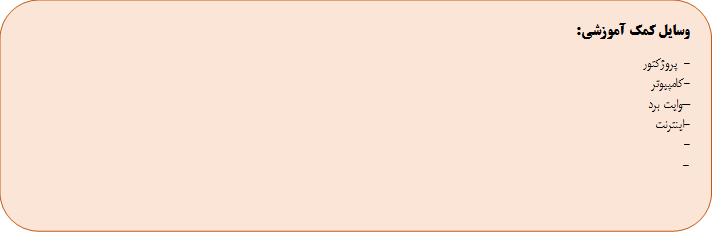 وسایل کمک آموزشی:
- پروژکتور
-کامپیوتر
-وایت برد
-اینترنت
-
-